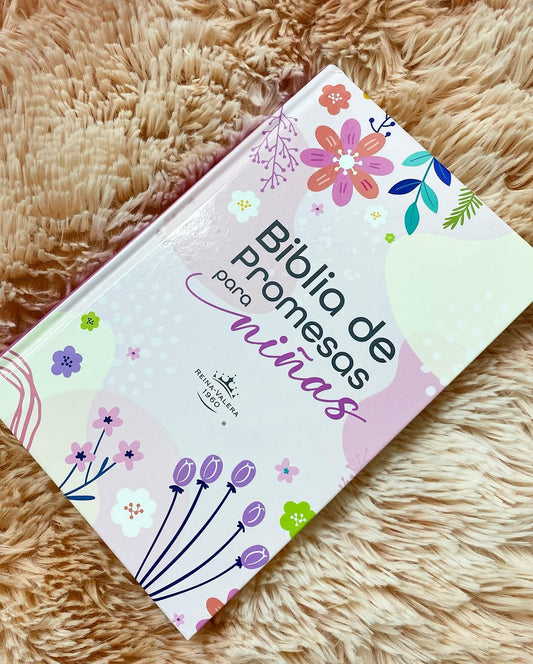 Biblia de
Promesas
para
niñas
REINA-VALERA
1960